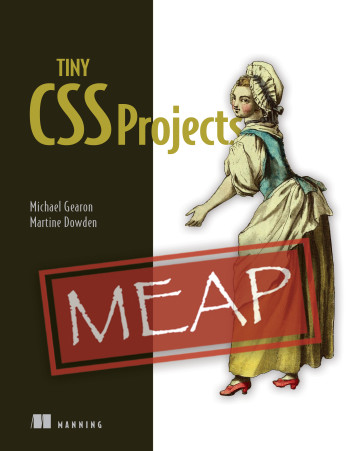 TINY
CSS Projects
Michael Gearon
Martine Dowden
MEAP
MANNING